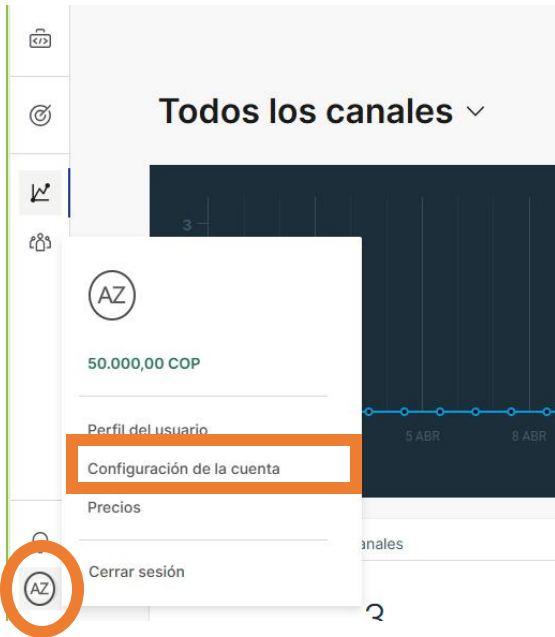 Todos los canales
3
AZ
50.000,00 COP
Perfil del usuario
5 ABR
8 ABR
Configuración de la cuenta
Precios
anales
Cerrar sesión
AZ
3